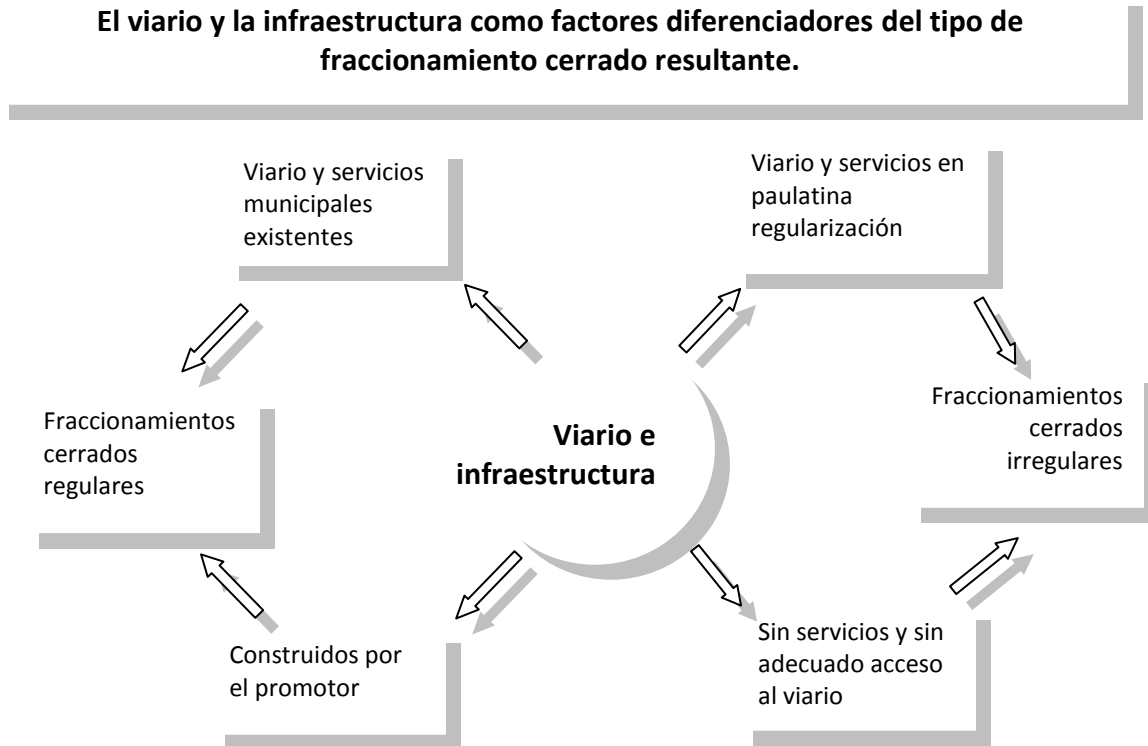 El viario y la infraestructura como factores diferenciadores del tipo de
fraccionamiento cerrado resultante.
Viario y servicios
municipales
existentes
Viario y servicios en
paulatina
regularización
Fraccionamientos
cerrados
regulares
Viario e
infraestructura
Fraccionamientos
cerrados
irregulares
Construidos por
el promotor
Sin servicios y sin
adecuado acceso
al viario